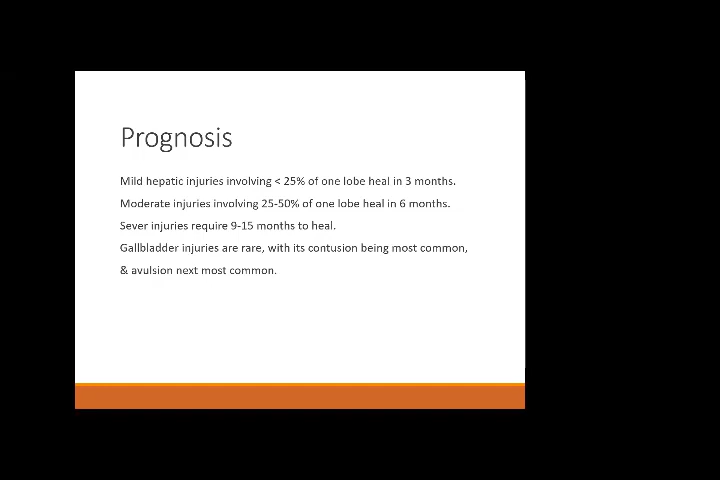 Prognosis
Mild hepatic injuries involving < 25% of one lobe heal in 3 months.
Moderate injuries involving 25-50% of one lobe heal in 6 months.
Sever injuries require 9-15 months to heal.
Gallbladder injuries are rare, with its contusion being most common,
& avulsion next most common.